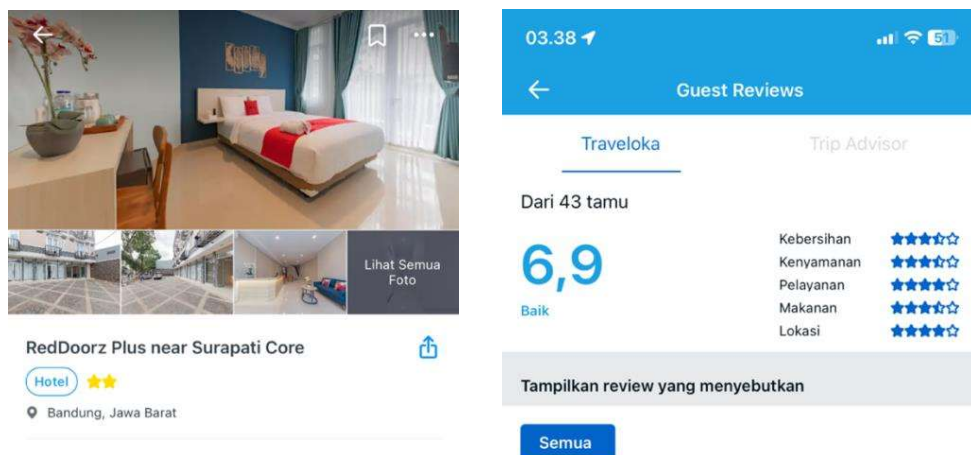 Lihat Semua
Foto
RedDoorz Plus near Surapati Core
Hotel
Bandung, Jawa Barat
03.38
51
Guest Reviews
Traveloka
Trip Advisor
Dari 43 tamu
6,9
Baik
Kebersihan
Kenyamanan
Pelayanan
Makanan
Lokasi
Tampilkan review yang menyebutkan
Semua